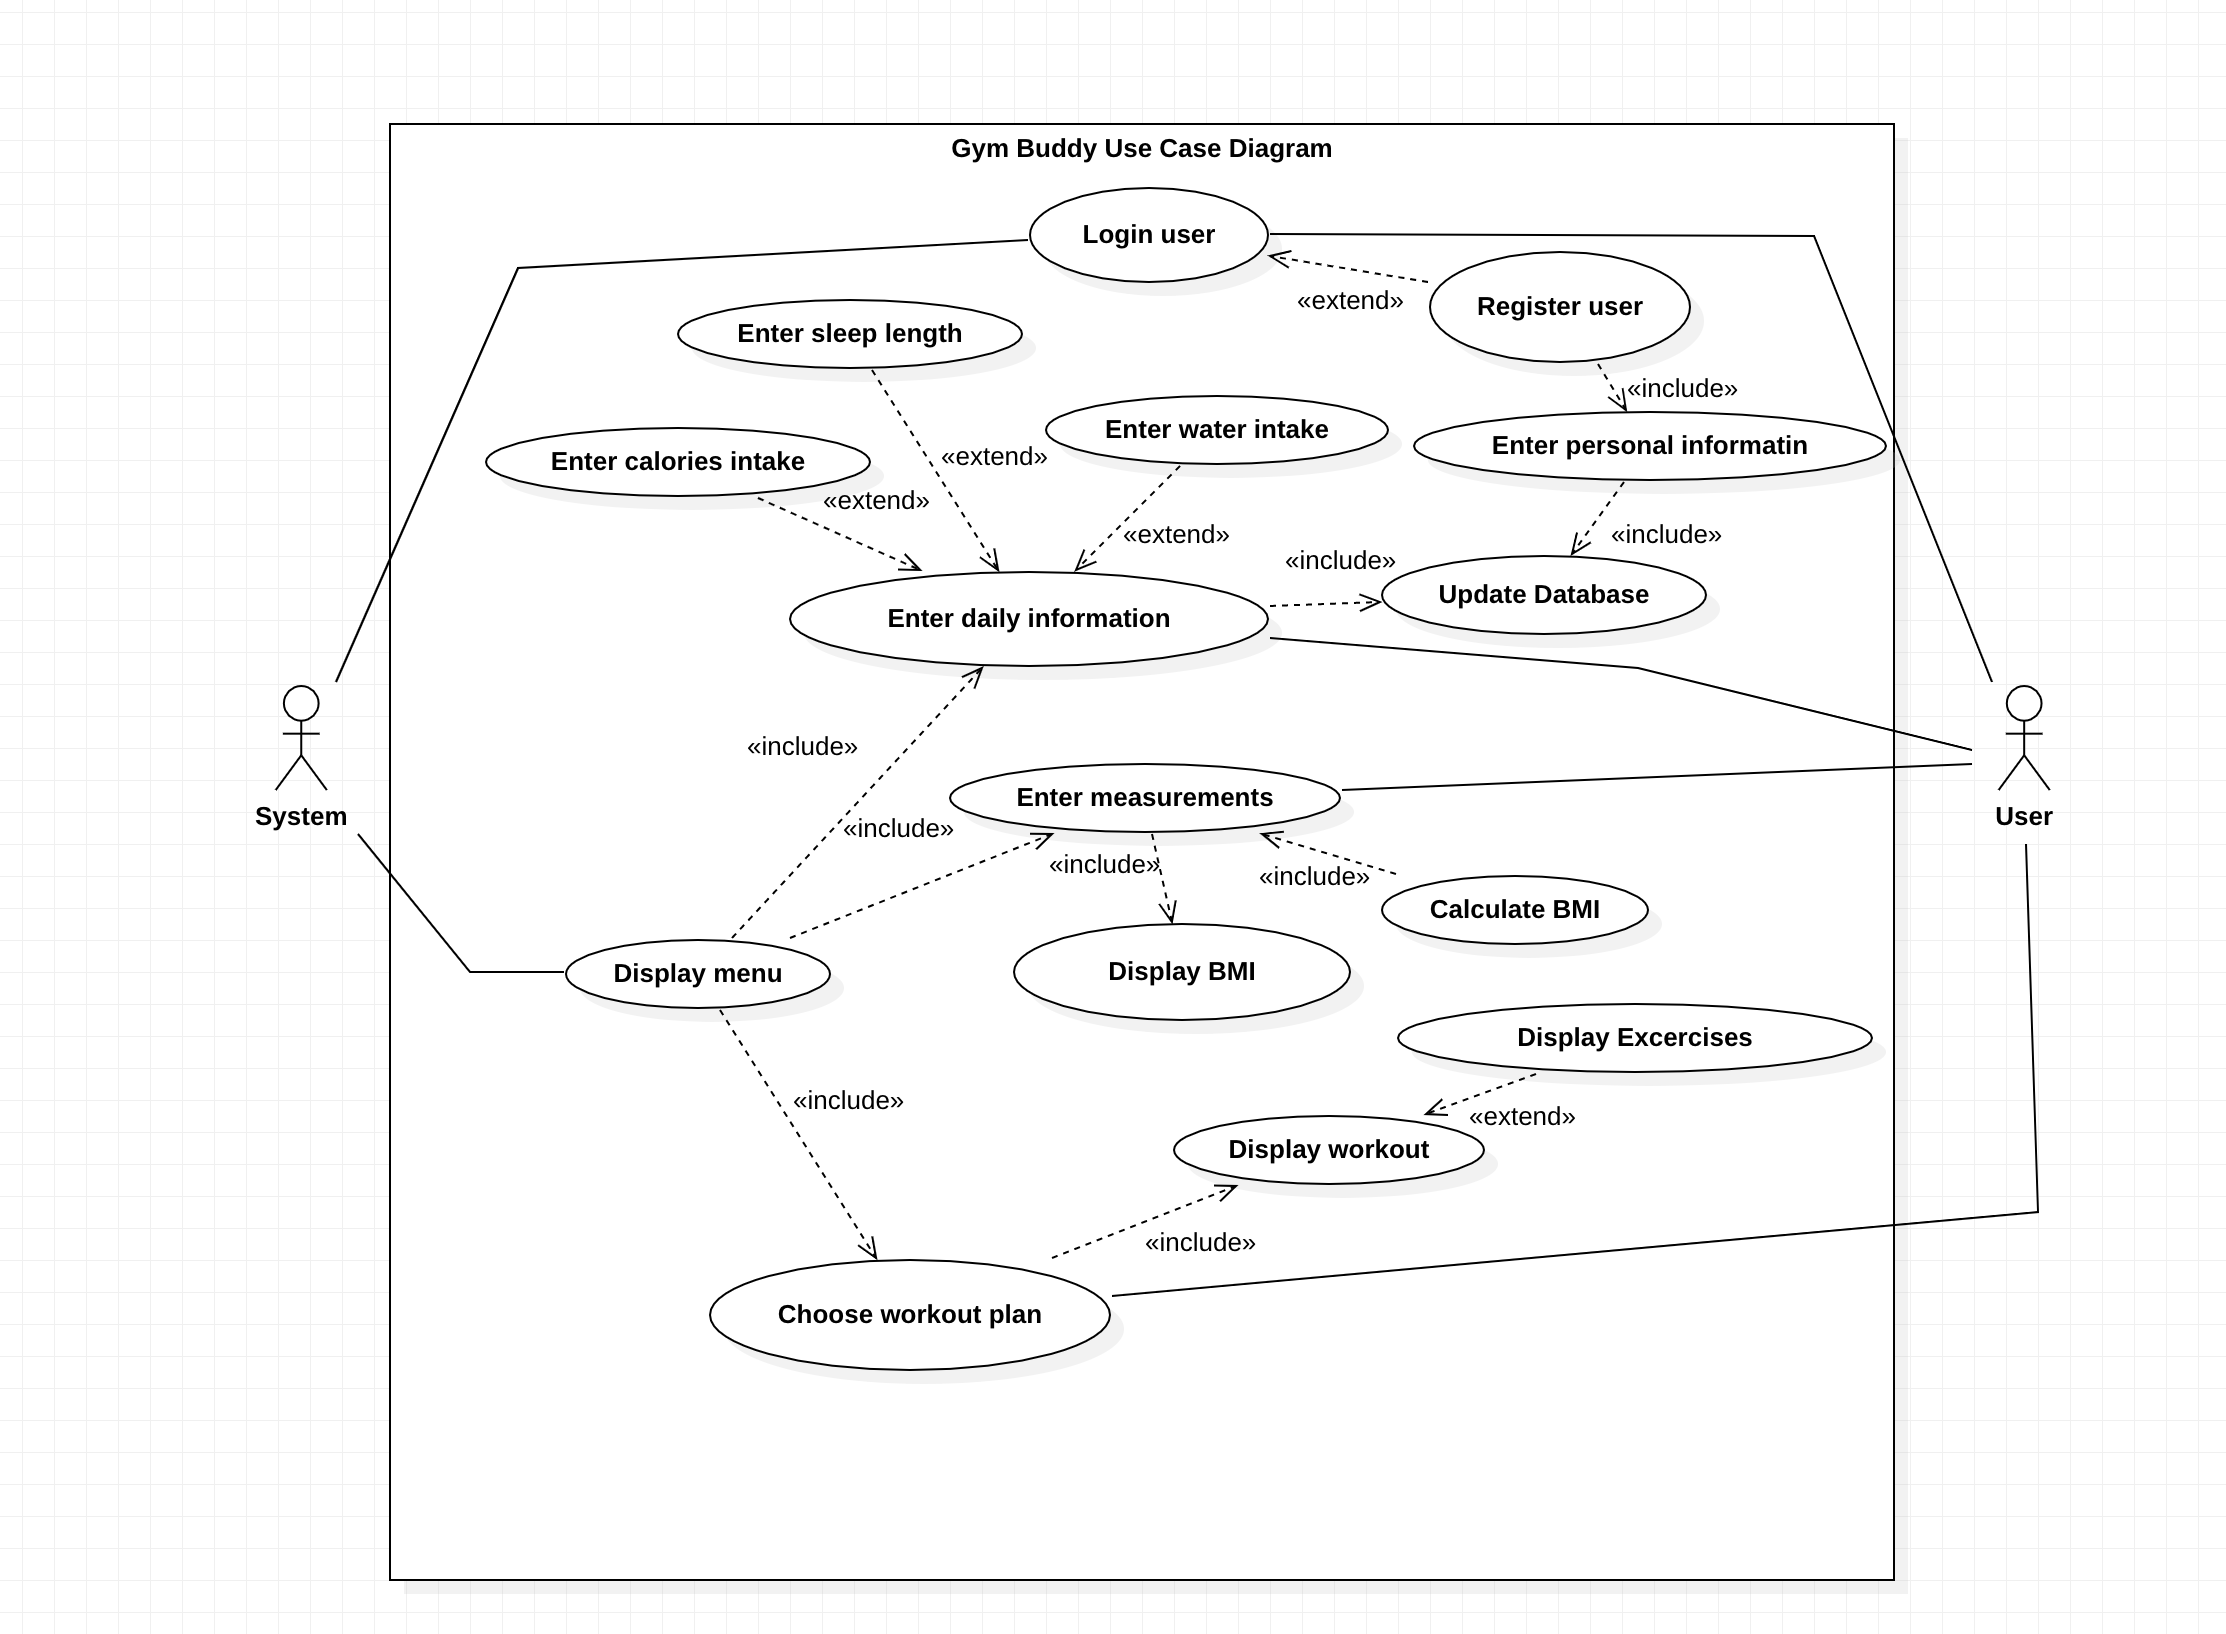 Gym Buddy Use Case Diagram
Login user
«extend»
Register user
Enter sleep length
«include»
Enter water intake
Enter personal informatin
Enter calories intake
«extend»
«extend»
«extend»
«include»
«include»
Update Database
Enter daily information
«include»
Enter measurements
System
User
«include»
«include»
«include»
Calculate BMI
Display menu
Display BMI
Display Excercises
«include»
«extend»
Display workout
«include»
Choose workout plan